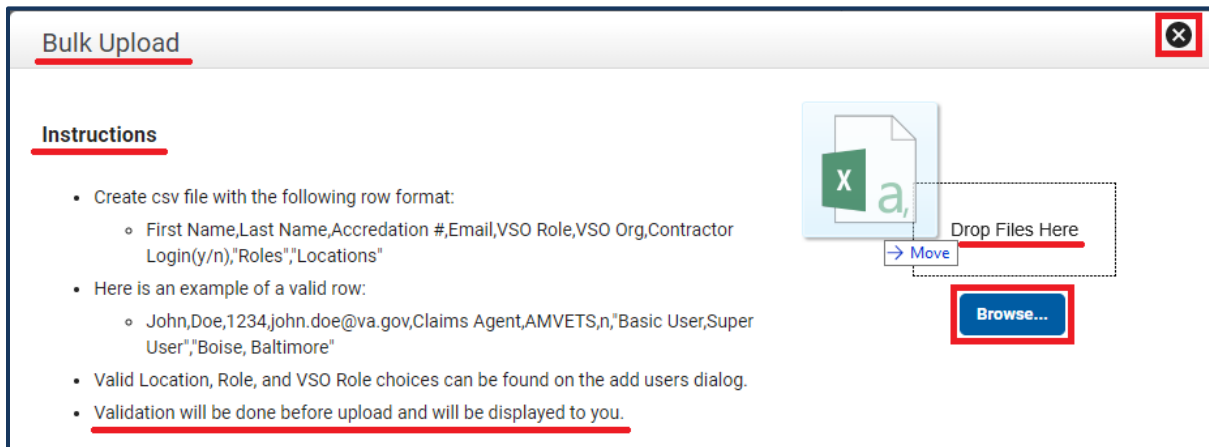 Bulk Upload
Instructions
• Create csv file with the following row format:
◦ First Name,Last Name,Accredation #,Email,VSO Role,VSO Org,Contractor
Login(y/n),"Roles","Locations"
• Here is an example of a valid row:
◦ John,Doe,1234,john.doe@va.gov,Claims Agent,AMVETS,n,"Basic User,Super
User","Boise, Baltimore"
• Valid Location, Role, and VSO Role choices can be found on the add users dialog.
• Validation will be done before upload and will be displayed to you.
X
a,
Drop Files Here
→ Move
Browse...